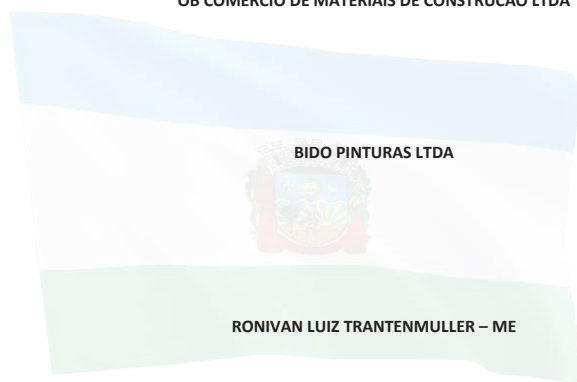 OB COMERCIO DE MATERIAIS DE CONSTRUCAO LTDA
BIDO PINTURAS LTDA
RONIVAN LUIZ TRANTENMULLER – ME